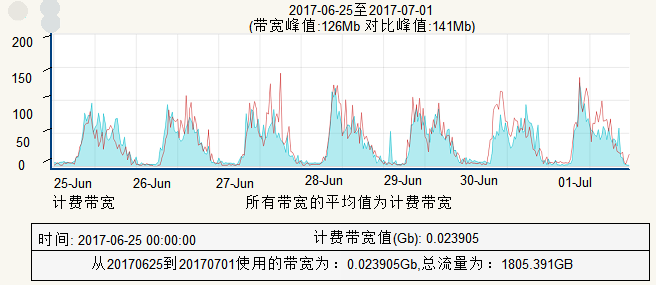 2017-06-25至2017-07-01
(带宽峰值:126Mb 对比峰值:141Mb)
200
150
100
50
0
25-Jun 26-Jun 27-Jun 28-Jun 29-Jun 30-Jun 01-Jul
计费带宽 所有带宽的平均值为计费带宽
时间: 2017-06-25 00:00:00 计费带宽值(Gb): 0.023905
从20170625到20170701使用的带宽为：0.023905Gb,总流量为：1805.391GB